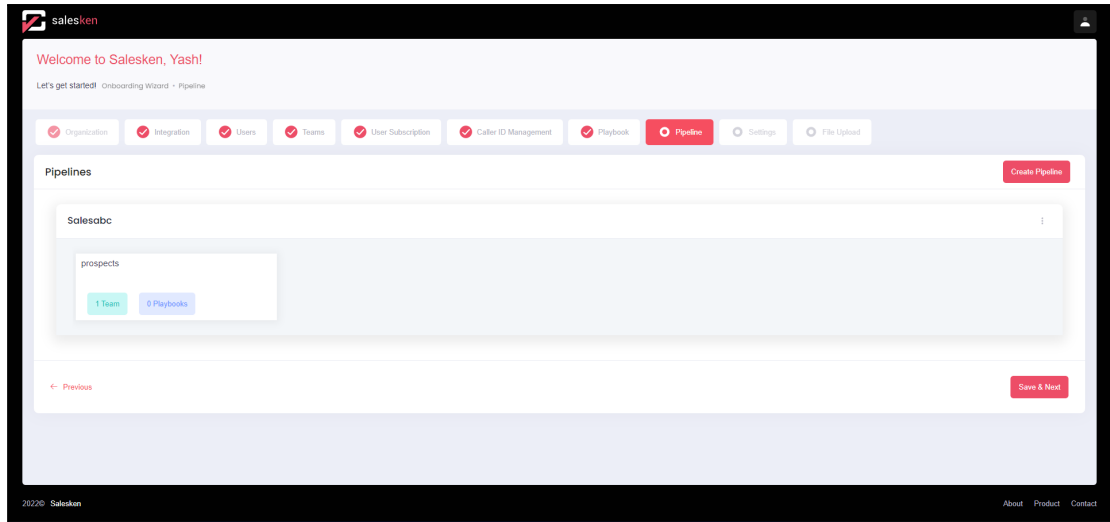 salesken
Welcome to Salesken, Yash!
Let's get started! Onboarding Wizard • Pipeline
Organization Integration Users Teams User Subscription Caller ID Management Playbook Pipeline Settings File Upload
Pipelines Create Pipeline
Salesabc
prospects
1 Team 0 Playbooks
← Previous Save & Next
2022© Salesken About Product Contact